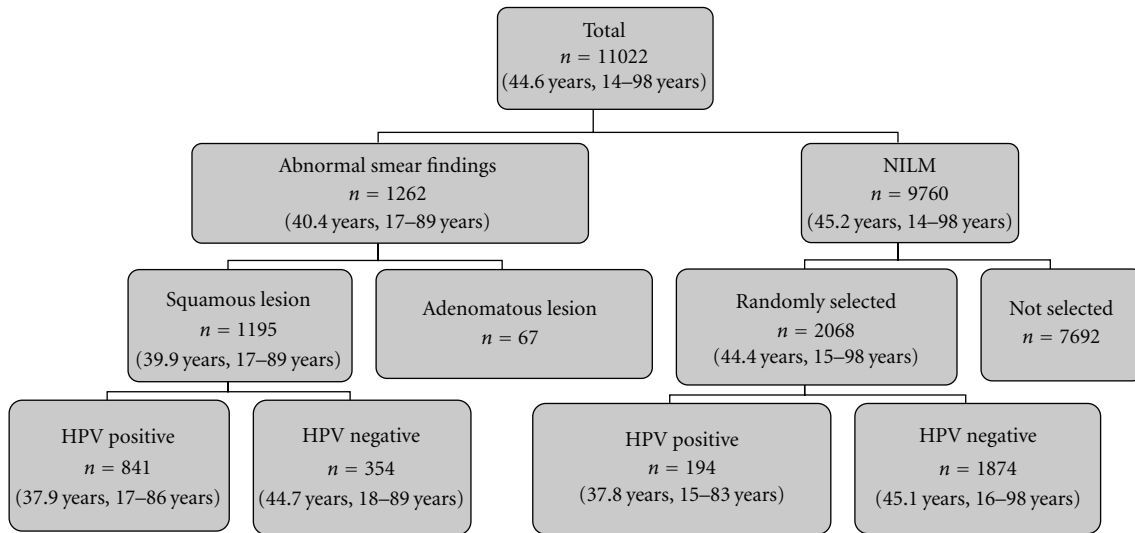 Total
n = 11022
(44.6 years, 14–98 years)
Abnormal smear findings
n = 1262
(40.4 years, 17–89 years)
NILM
n = 9760
(45.2 years, 14–98 years)
Squamous lesion
n = 1195
(39.9 years, 17–89 years)
Adenomatous lesion
n = 67
Randomly selected
n = 2068
(44.4 years, 15–98 years)
Not selected
n = 7692
HPV positive
n = 841
(37.9 years, 17–86 years)
HPV negative
n = 354
(44.7 years, 18–89 years)
HPV positive
n = 194
(37.8 years, 15–83 years)
HPV negative
n = 1874
(45.1 years, 16–98 years)